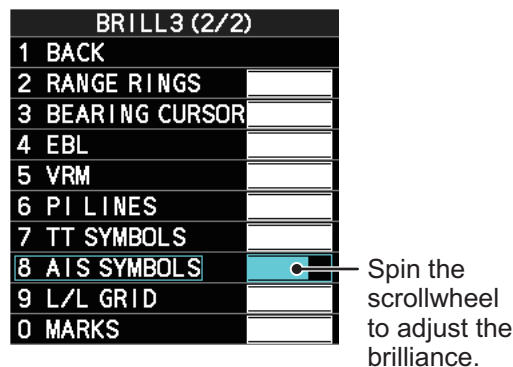 BRILL3 (2/2)
1 BACK
2 RANGE RINGS
3 BEARING CURSOR
4 EBL
5 VRM
6 PI LINES
7 TT SYMBOLS
8 AIS SYMBOLS
9 L/L GRID
0 MARKS
Spin the
scrollwheel
to adjust the
brilliance.